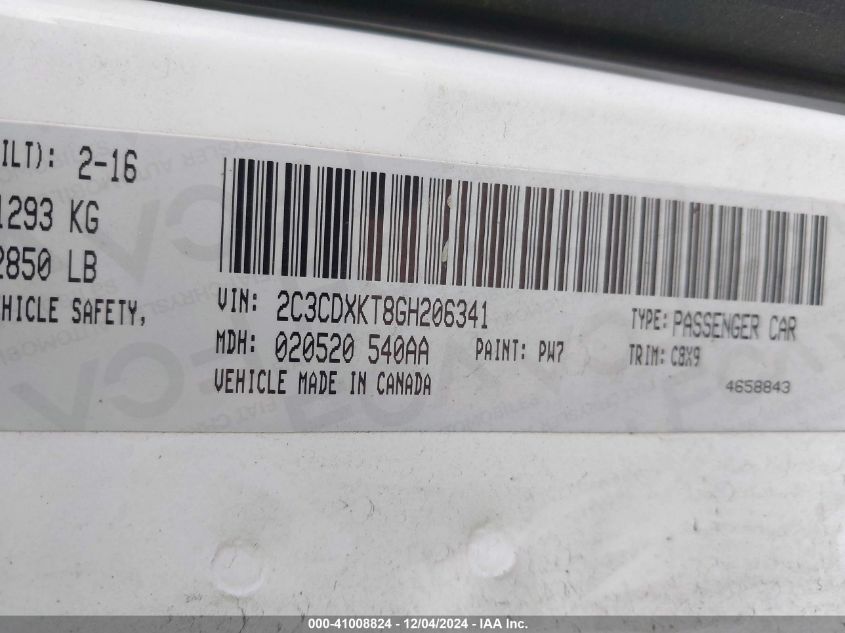 ILT): 2-16
1293 KG
2850 LB
HICLE SAFETY,
VIN: 2C3CDXKT8GH206341
TYPE: PASSENGER CAR
MDH: 020520 540AA
PAINT: PW7
TRIM: C8X9
VEHICLE MADE IN CANADA
4658843
000-41008824 - 12/04/2024 - IAA Inc.